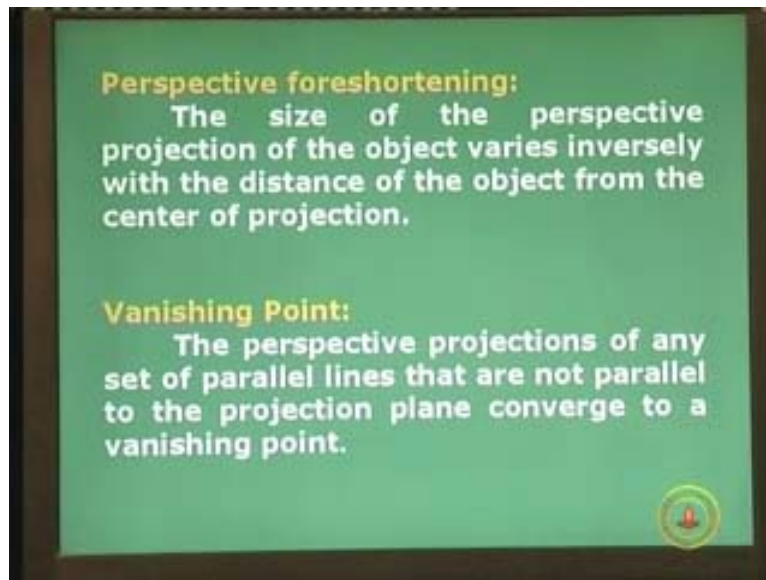 Perspective foreshortening:
The size of the perspective
projection of the object varies inversely
with the distance of the object from the
center of projection.
Vanishing Point:
The perspective projections of any
set of parallel lines that are not parallel
to the projection plane converge to a
vanishing point.